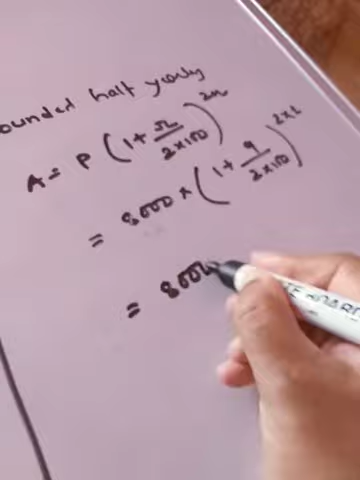 ounded half yearly
A = P (1 + r/2×100)^2n
= 8000 × (1 + 9/2×100)^2×2
= 8000